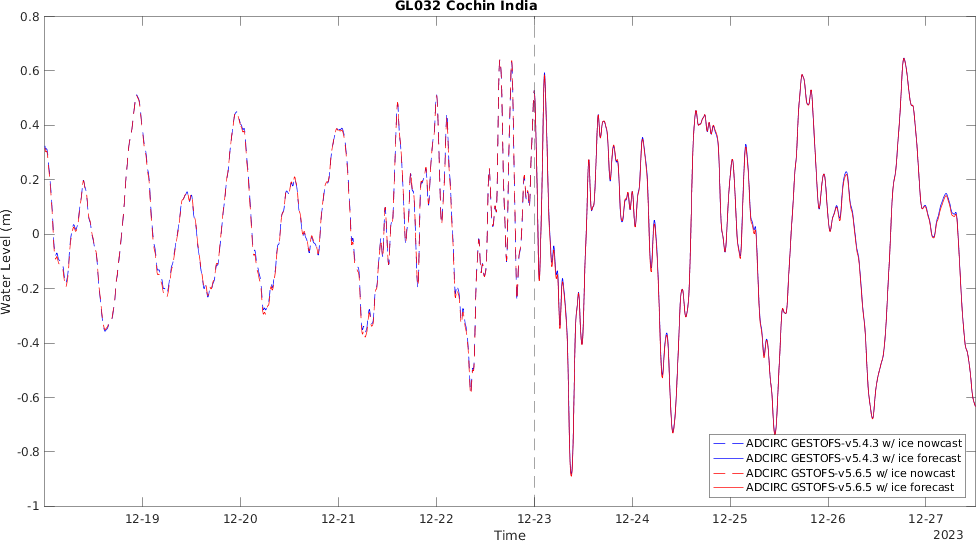 GL032 Cochin India
0.8
0.6
0.4
0.2
0
-0.2
-0.4
-0.6
-0.8
-1
Water Level (m)
12-19
12-20
12-21
12-22
12-23
12-24
12-25
12-26
12-27
Time
2023
ADCIRC GESTOFS-v5.4.3 w/ ice nowcast
ADCIRC GESTOFS-v5.4.3 w/ ice forecast
ADCIRC GSTOFS-v5.6.5 w/ ice nowcast
ADCIRC GSTOFS-v5.6.5 w/ ice forecast